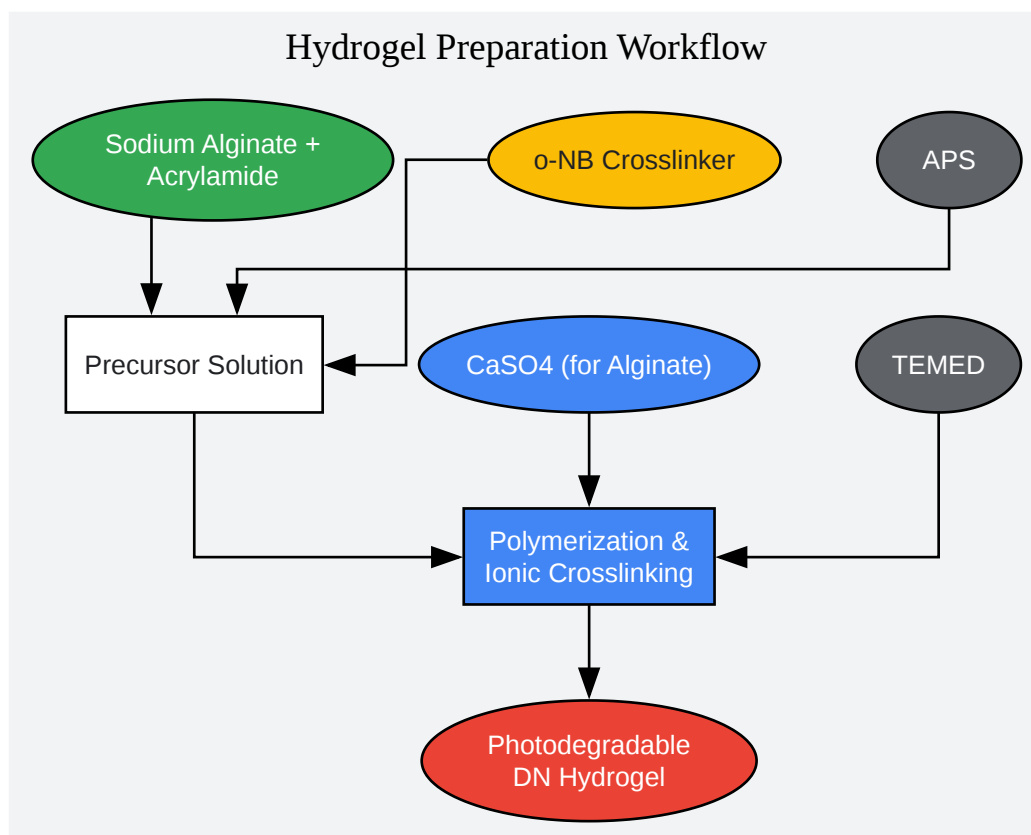 Hydrogel Preparation Workflow
Sodium Alginate +
Acrylamide
o-NB Crosslinker
APS
Precursor Solution
CaSO4 (for Alginate)
TEMED
Polymerization &
Ionic Crosslinking
Photodegradable
DN Hydrogel